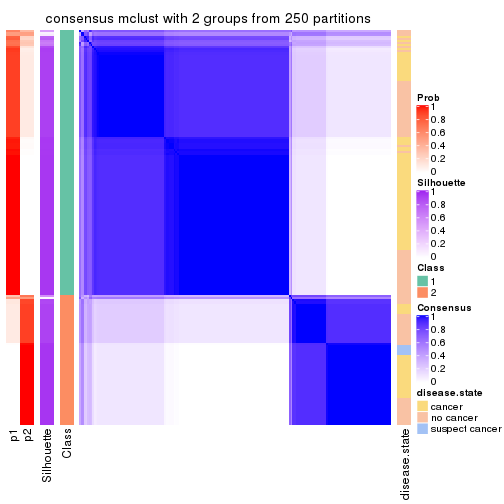 consensus mclust with 2 groups from 250 partitions
Prob
1
0.8
0.6
0.4
0.2
0
Silhouette
1
0.8
0.6
0.4
0.2
0
Class
1
2
Consensus
1
0.8
0.6
0.4
0.2
0
disease.state
cancer
no cancer
suspect cancer
p1
p2
Silhouette
Class
disease.state